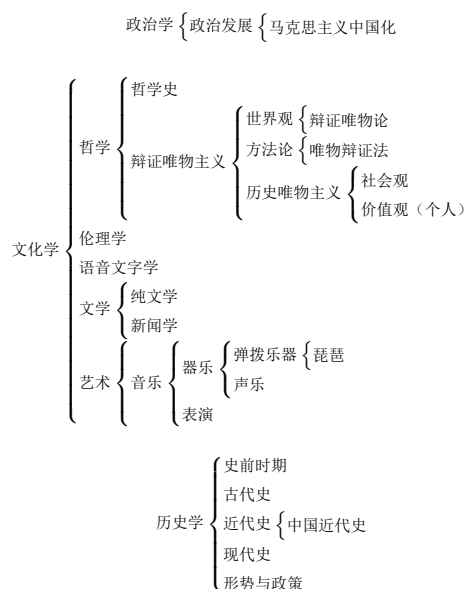 政治学 政治发展 马克思主义中国化
哲学史
世界观 辩证唯物论
哲学
方法论 唯物辩证法
辩证唯物主义
社会观
历史唯物主义
价值观（个人）
伦理学
文化学
语音文字学
纯文学
文学
新闻学
弹拨乐器 琵琶
器乐
艺术 音乐
声乐
表演
史前时期
古代史
历史学 近代史 中国近代史
现代史
形势与政策